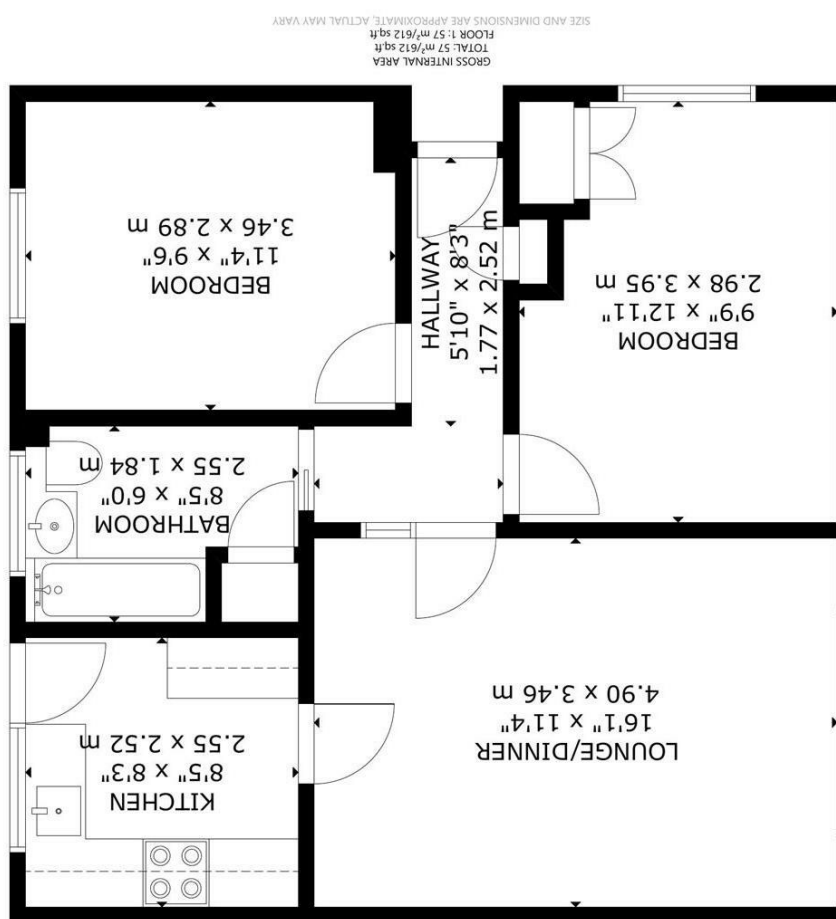 KITCHEN
8'5" x 8'3"
2.55 x 2.52 m
LOUNGE/DINNER
16'1" x 11'4"
4.90 x 3.46 m
BATHROOM
8'5" x 6'0"
2.55 x 1.84 m
BEDROOM
9'9" x 12'11"
2.98 x 3.95 m
HALLWAY
5'10" x 8'3"
1.77 x 2.52 m
BEDROOM
11'4" x 9'6"
3.46 x 2.89 m
GROSS INTERNAL AREA
TOTAL: 57 m²/612 sq.ft
FLOOR 1: 57 m²/612 sq.ft
SIZE AND DIMENSIONS ARE APPROXIMATE, ACTUAL MAY VARY